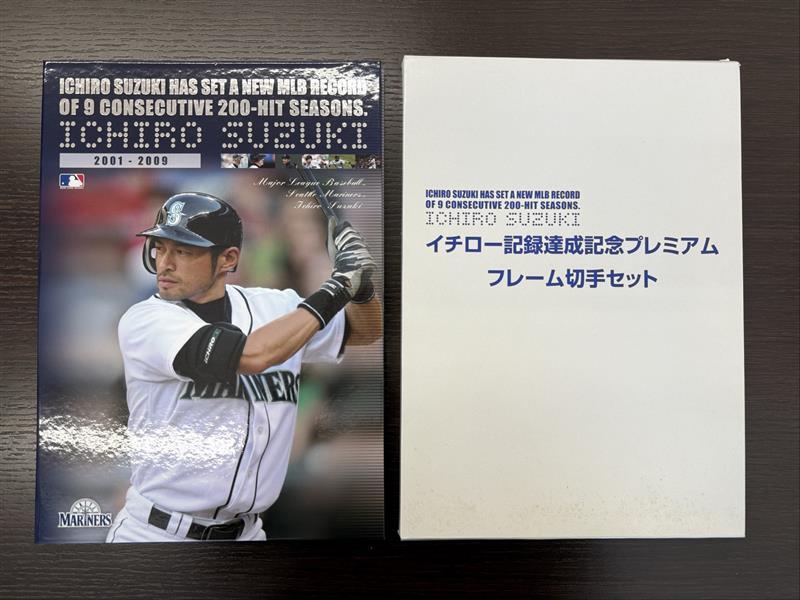 ICHIRO SUZUKI HAS SET A NEW MLB RECORD
OF 9 CONSECUTIVE 200-HIT SEASONS.
ICHIRO SUZUKI
2001 - 2009
Major League Baseball.
Seattle Mariners.
Ichiro Suzuki
S
ICHIRO
MARINERS
MARINERS
ICHIRO SUZUKI HAS SET A NEW MLB RECORD
OF 9 CONSECUTIVE 200-HIT SEASONS.
ICHIRO SUZUKI
イチロー記録達成記念プレミアム
フレーム切手セット